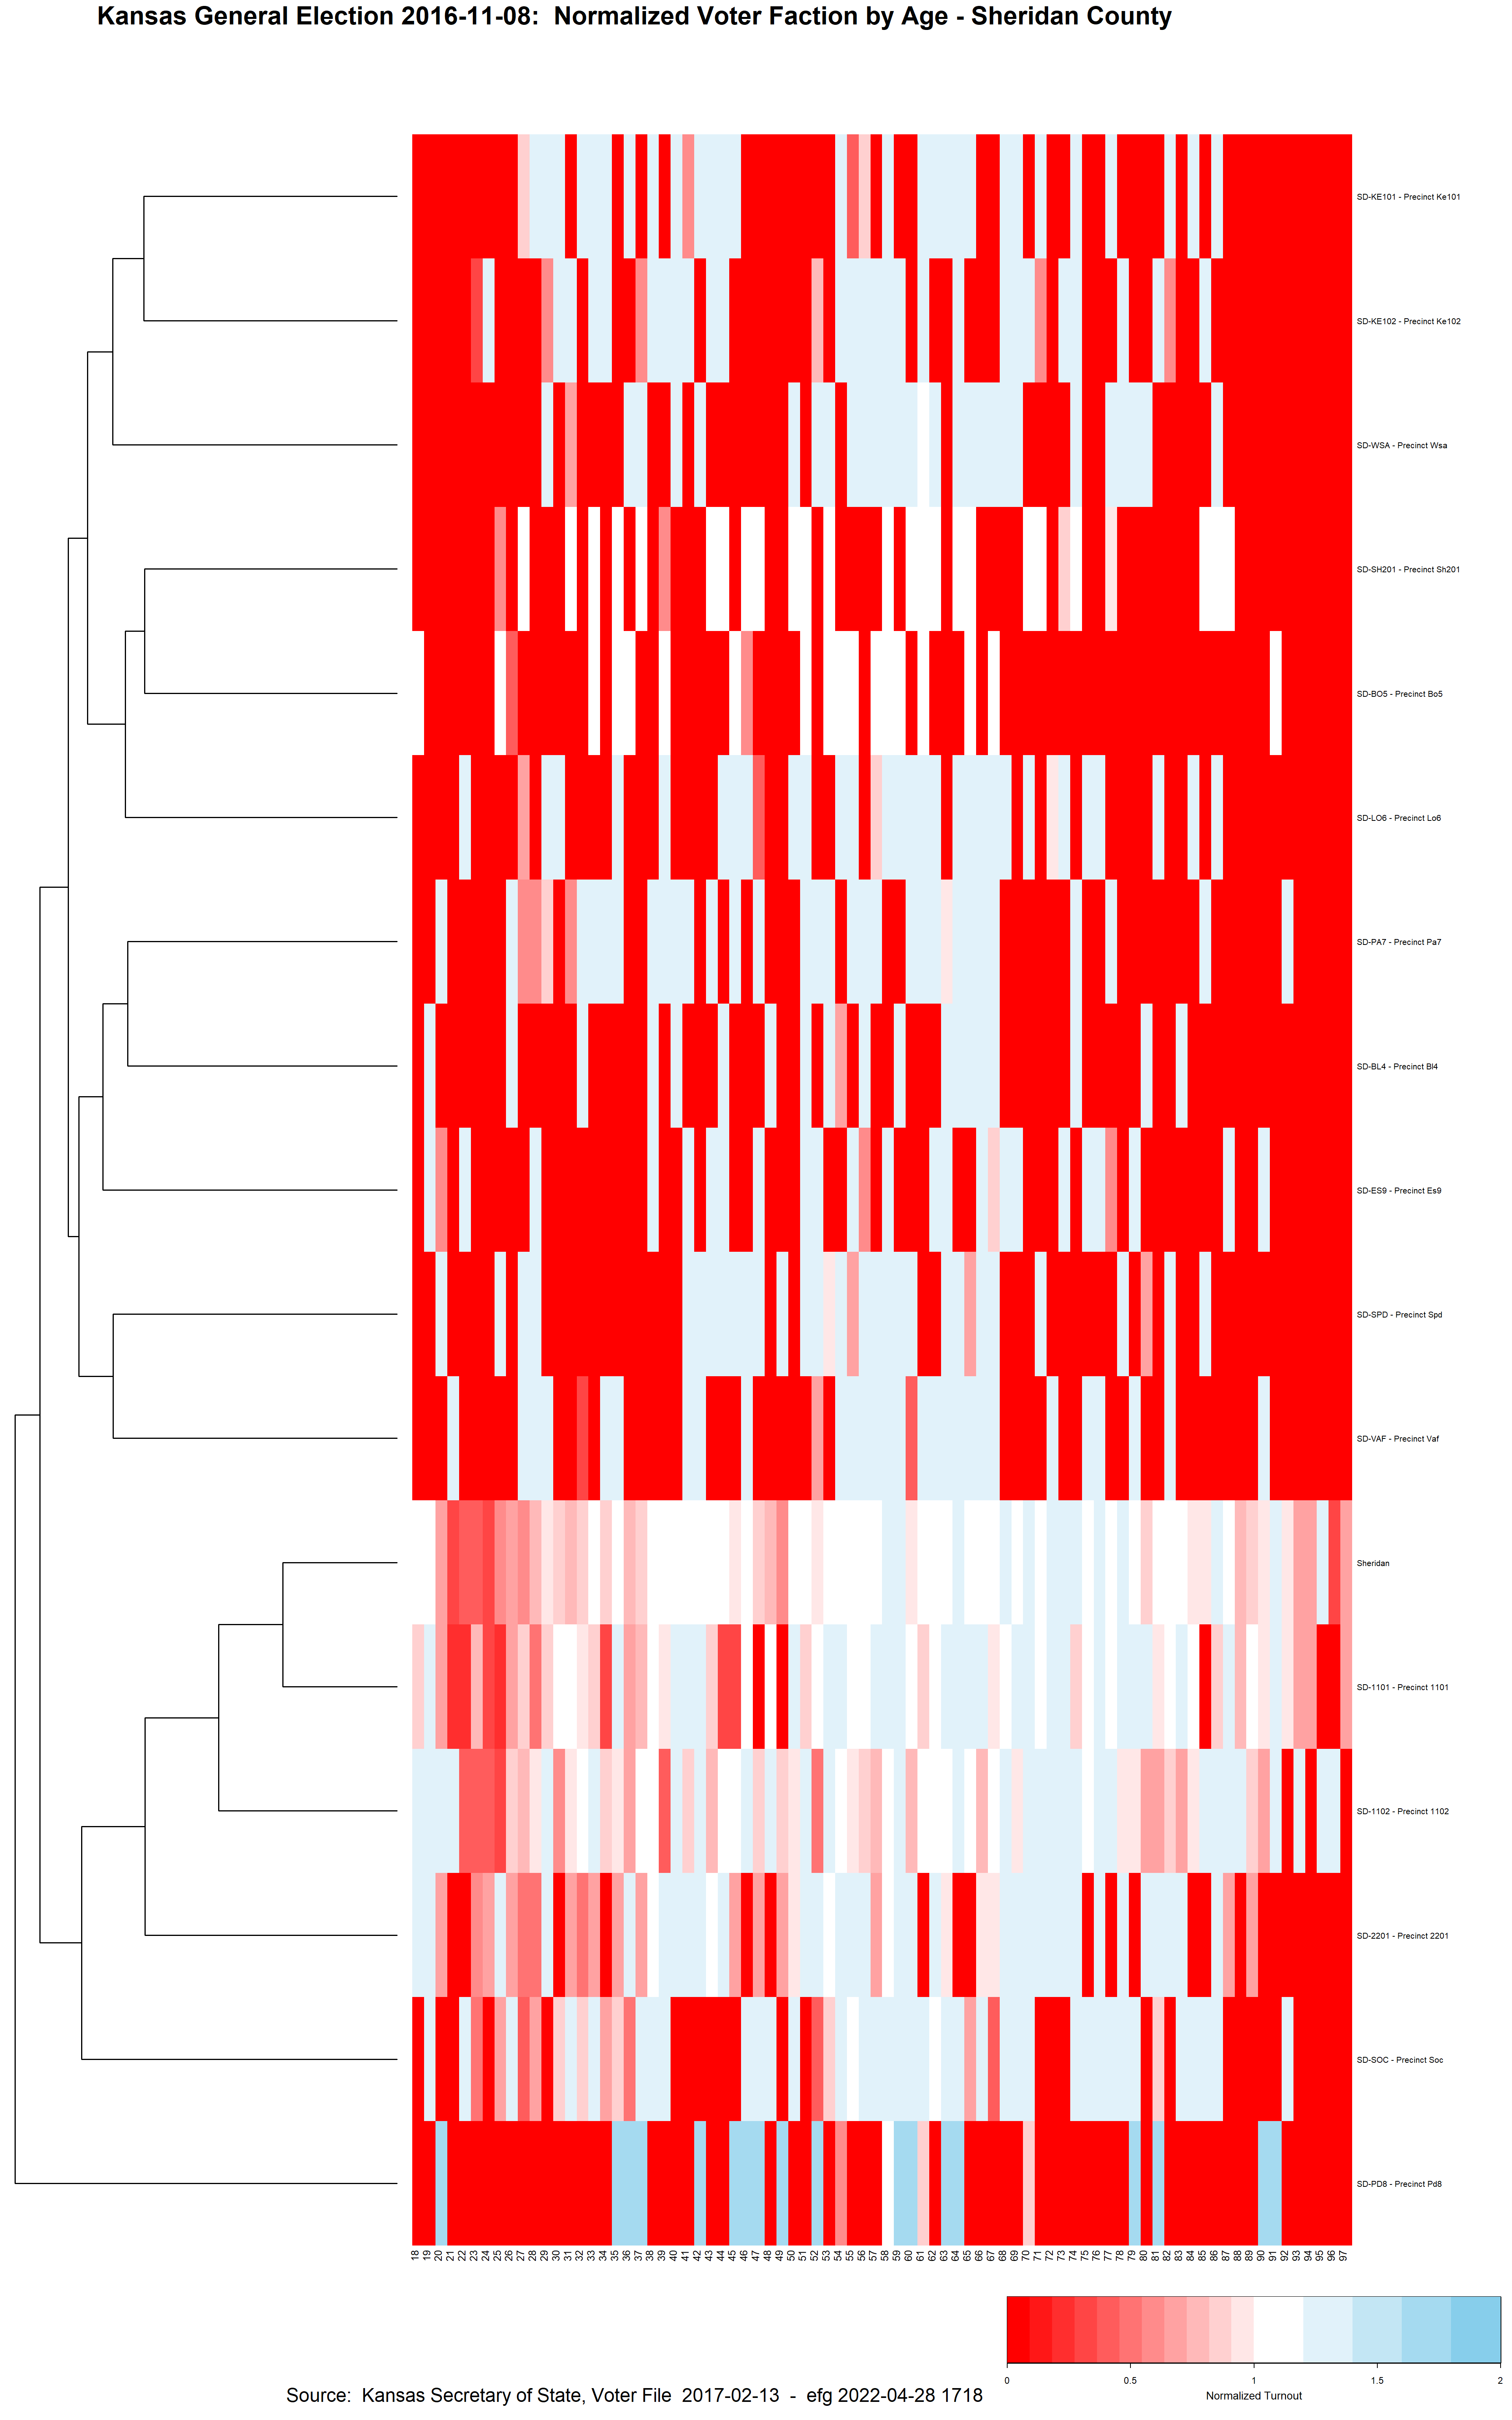 Kansas General Election 2016-11-08:  Normalized Voter Faction by Age - Sheridan County
SD-KE101 - Precinct Ke101
SD-KE102 - Precinct Ke102
SD-WSA - Precinct Wsa
SD-SH201 - Precinct Sh201
SD-BO5 - Precinct Bo5
SD-LO6 - Precinct Lo6
SD-PA7 - Precinct Pa7
SD-BL4 - Precinct Bl4
SD-ES9 - Precinct Es9
SD-SPD - Precinct Spd
SD-VAF - Precinct Vaf
Sheridan
SD-1101 - Precinct 1101
SD-1102 - Precinct 1102
SD-2201 - Precinct 2201
SD-SOC - Precinct Soc
SD-PD8 - Precinct Pd8
18 19 20 21 22 23 24 25 26 27 28 29 30 31 32 33 34 35 36 37 38 39 40 41 42 43 44 45 46 47 48 49 50 51 52 53 54 55 56 57 58 59 60 61 62 63 64 65 66 67 68 69 70 71 72 73 74 75 76 77 78 79 80 81 82 83 84 85 86 87 88 89 90 91 92 93 94 95 96 97
0 0.5 1 1.5 2
Normalized Turnout
Source:  Kansas Secretary of State, Voter File  2017-02-13  -  efg 2022-04-28 1718